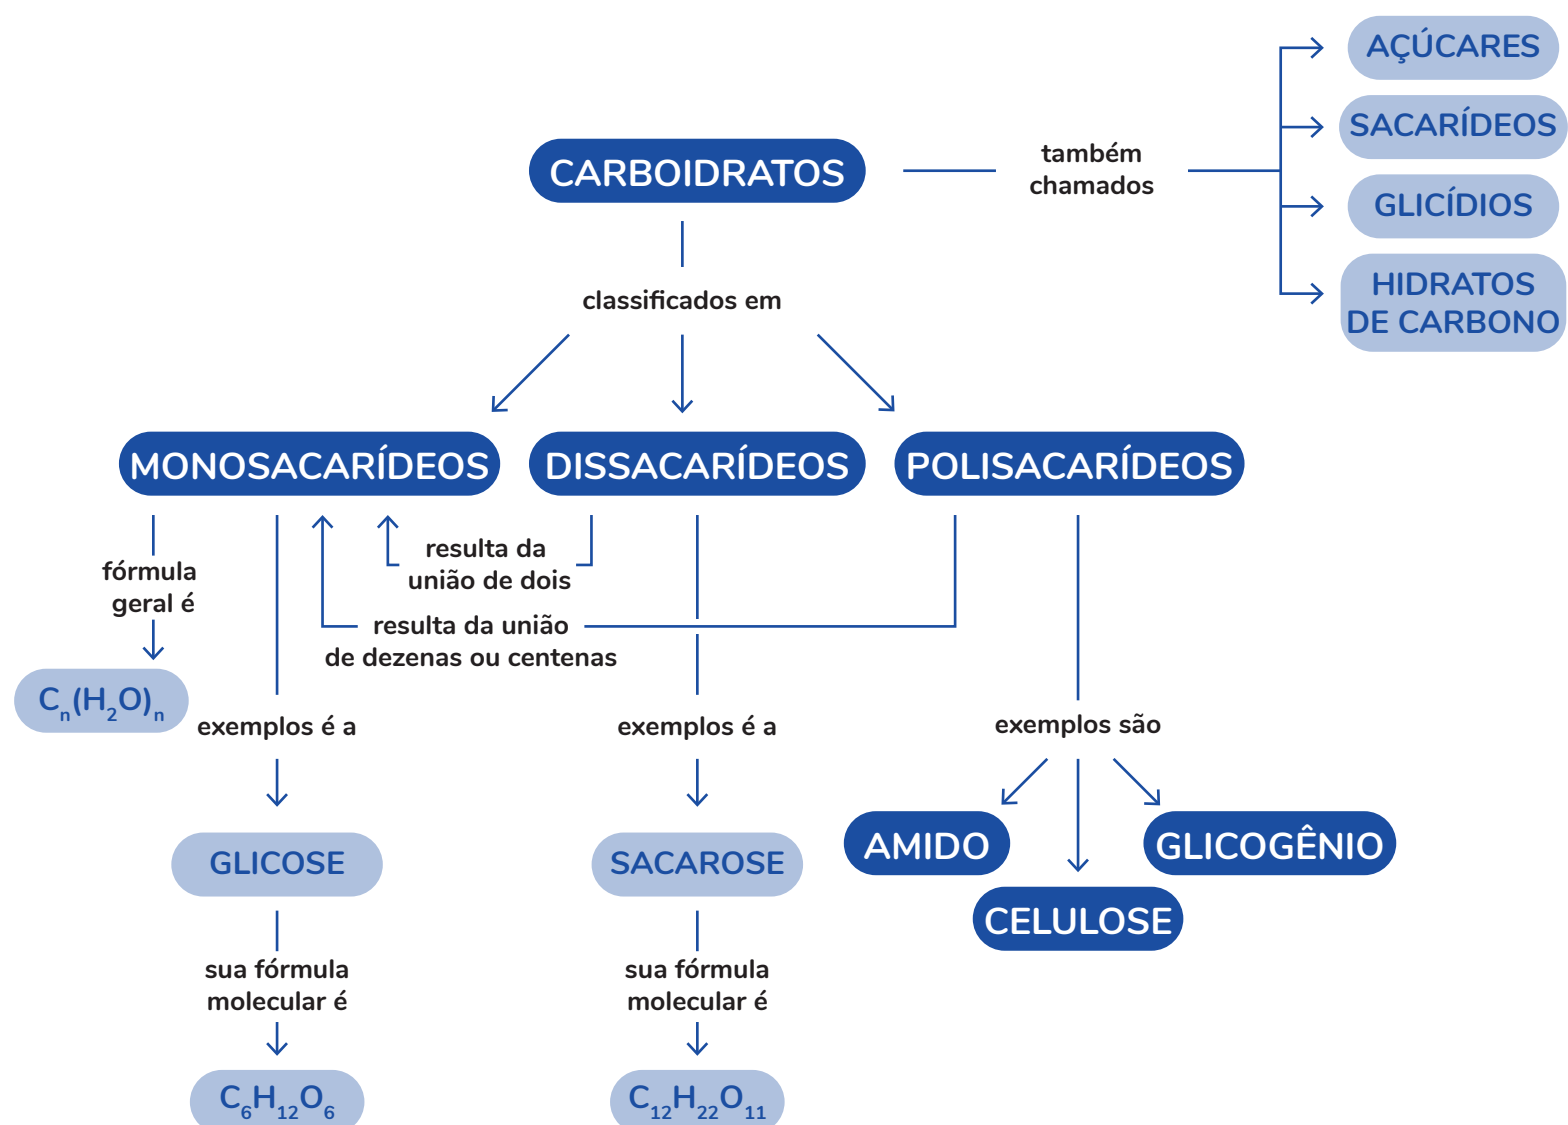 CARBOIDRATOS
também
chamados
AÇÚCARES
SACARÍDEOS
GLICÍDIOS
HIDRATOS
DE CARBONO
classificados em
MONOSACARÍDEOS
DISSACARÍDEOS
POLISACARÍDEOS
fórmula
geral é
Cₙ(H₂O)ₙ
resulta da
união de dois
resulta da união
de dezenas ou centenas
exemplos é a
GLICOSE
sua fórmula
molecular é
C₆H₁₂O₆
exemplos é a
SACAROSE
sua fórmula
molecular é
C₁₂H₂₂O₁₁
exemplos são
AMIDO
CELULOSE
GLICOGÊNIO